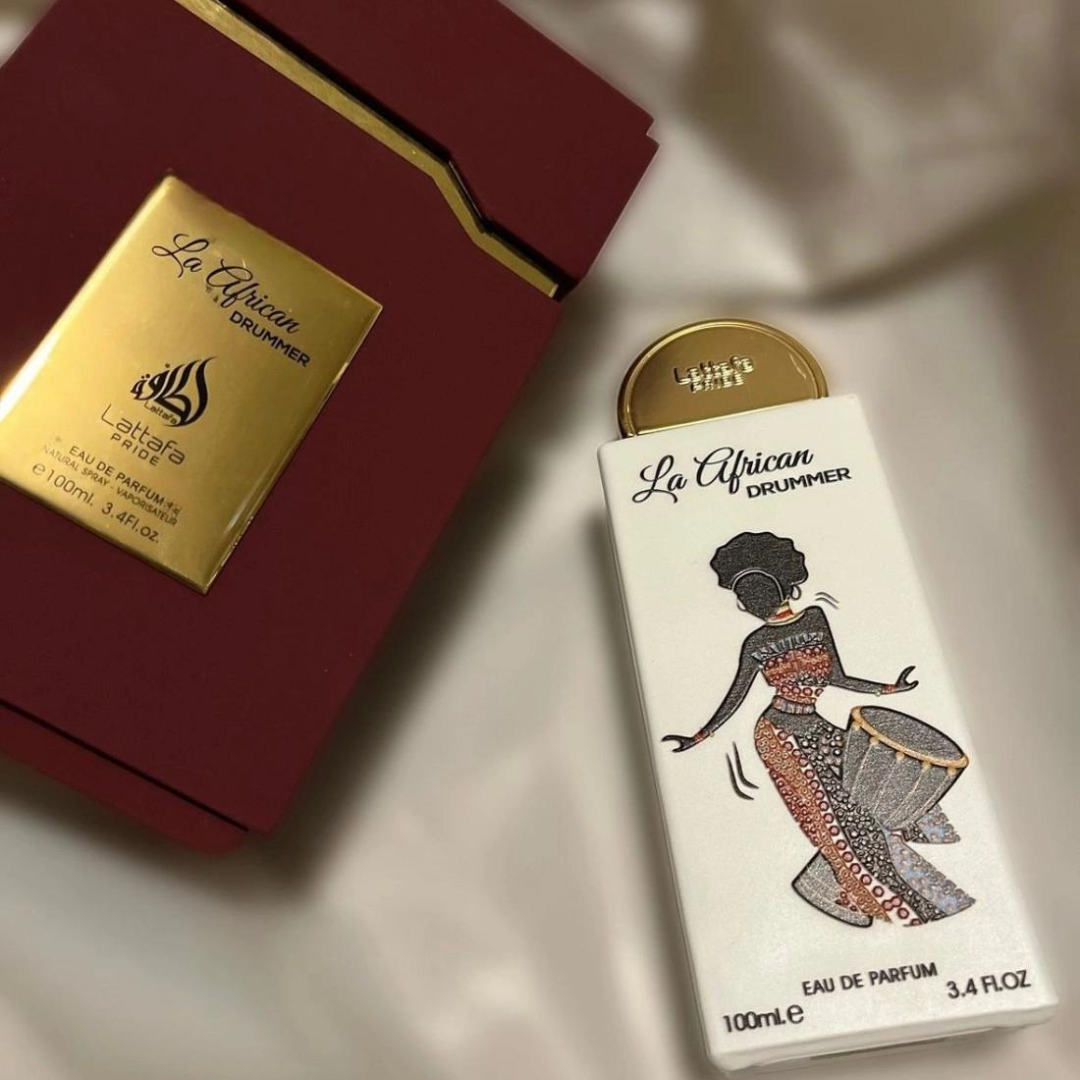 La African
DRUMMER
لطافة
Lattafa
Lattafa
PRIDE
EAU DE PARFUM
NATURAL SPRAY - VAPORISATEUR
℮100ml. 3.4Fl.oz.
Lattafa
PRIDE
La African
DRUMMER
EAU DE PARFUM
100ml.℮ 3.4 Fl.OZ